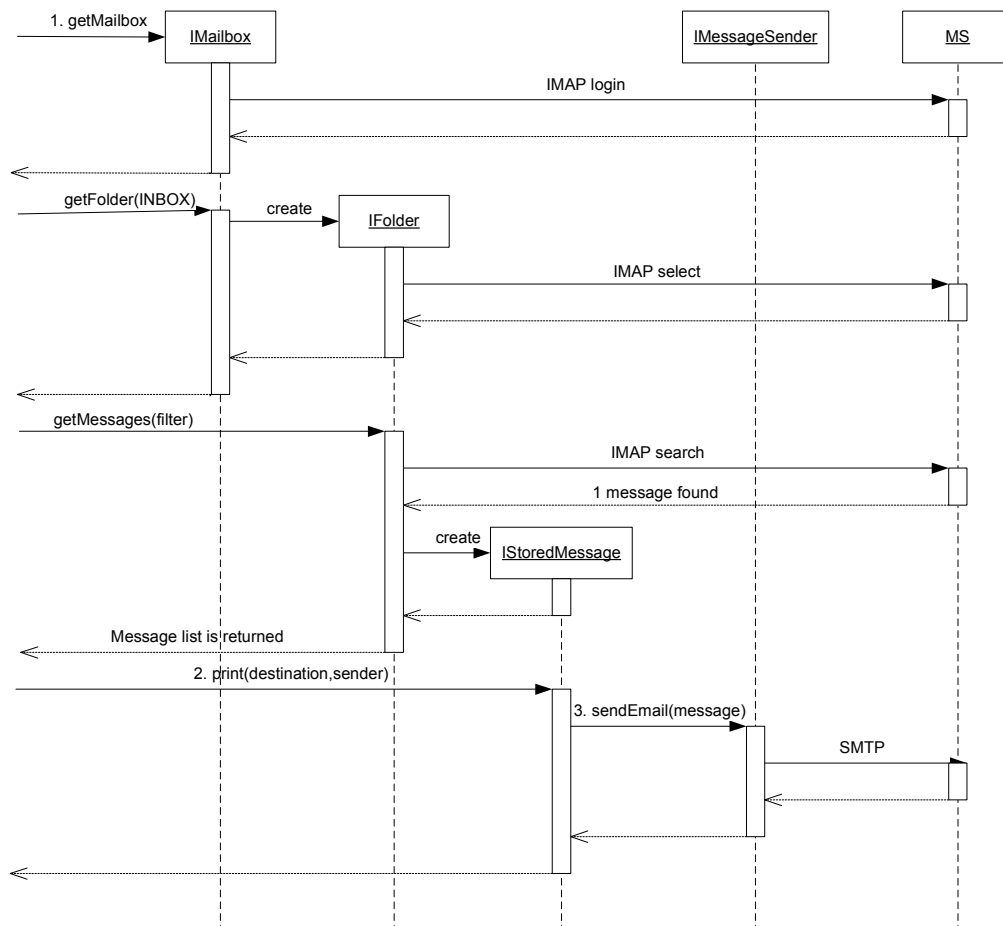 1. getMailbox
IMailbox
IMessageSender
MS
IMAP login
getFolder(INBOX)
create
IFolder
IMAP select
getMessages(filter)
IMAP search
1 message found
create
IStoredMessage
Message list is returned
2. print(destination,sender)
3. sendEmail(message)
SMTP